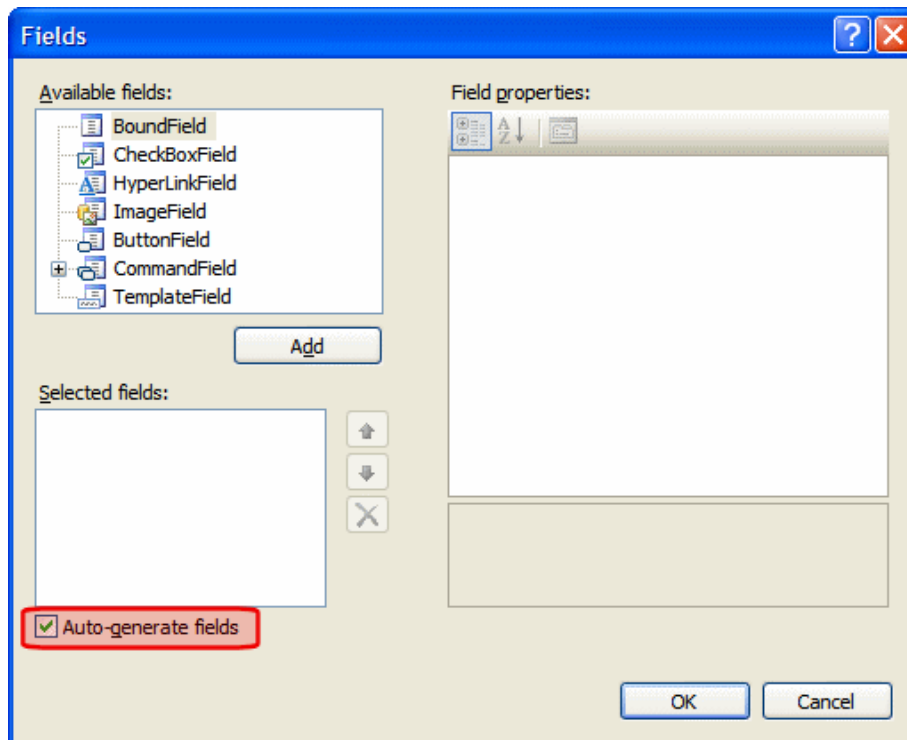 Fields
Available fields:
BoundField
CheckBoxField
HyperLinkField
ImageField
ButtonField
CommandField
TemplateField
Add
Selected fields:
Auto-generate fields
Field properties:
OK
Cancel